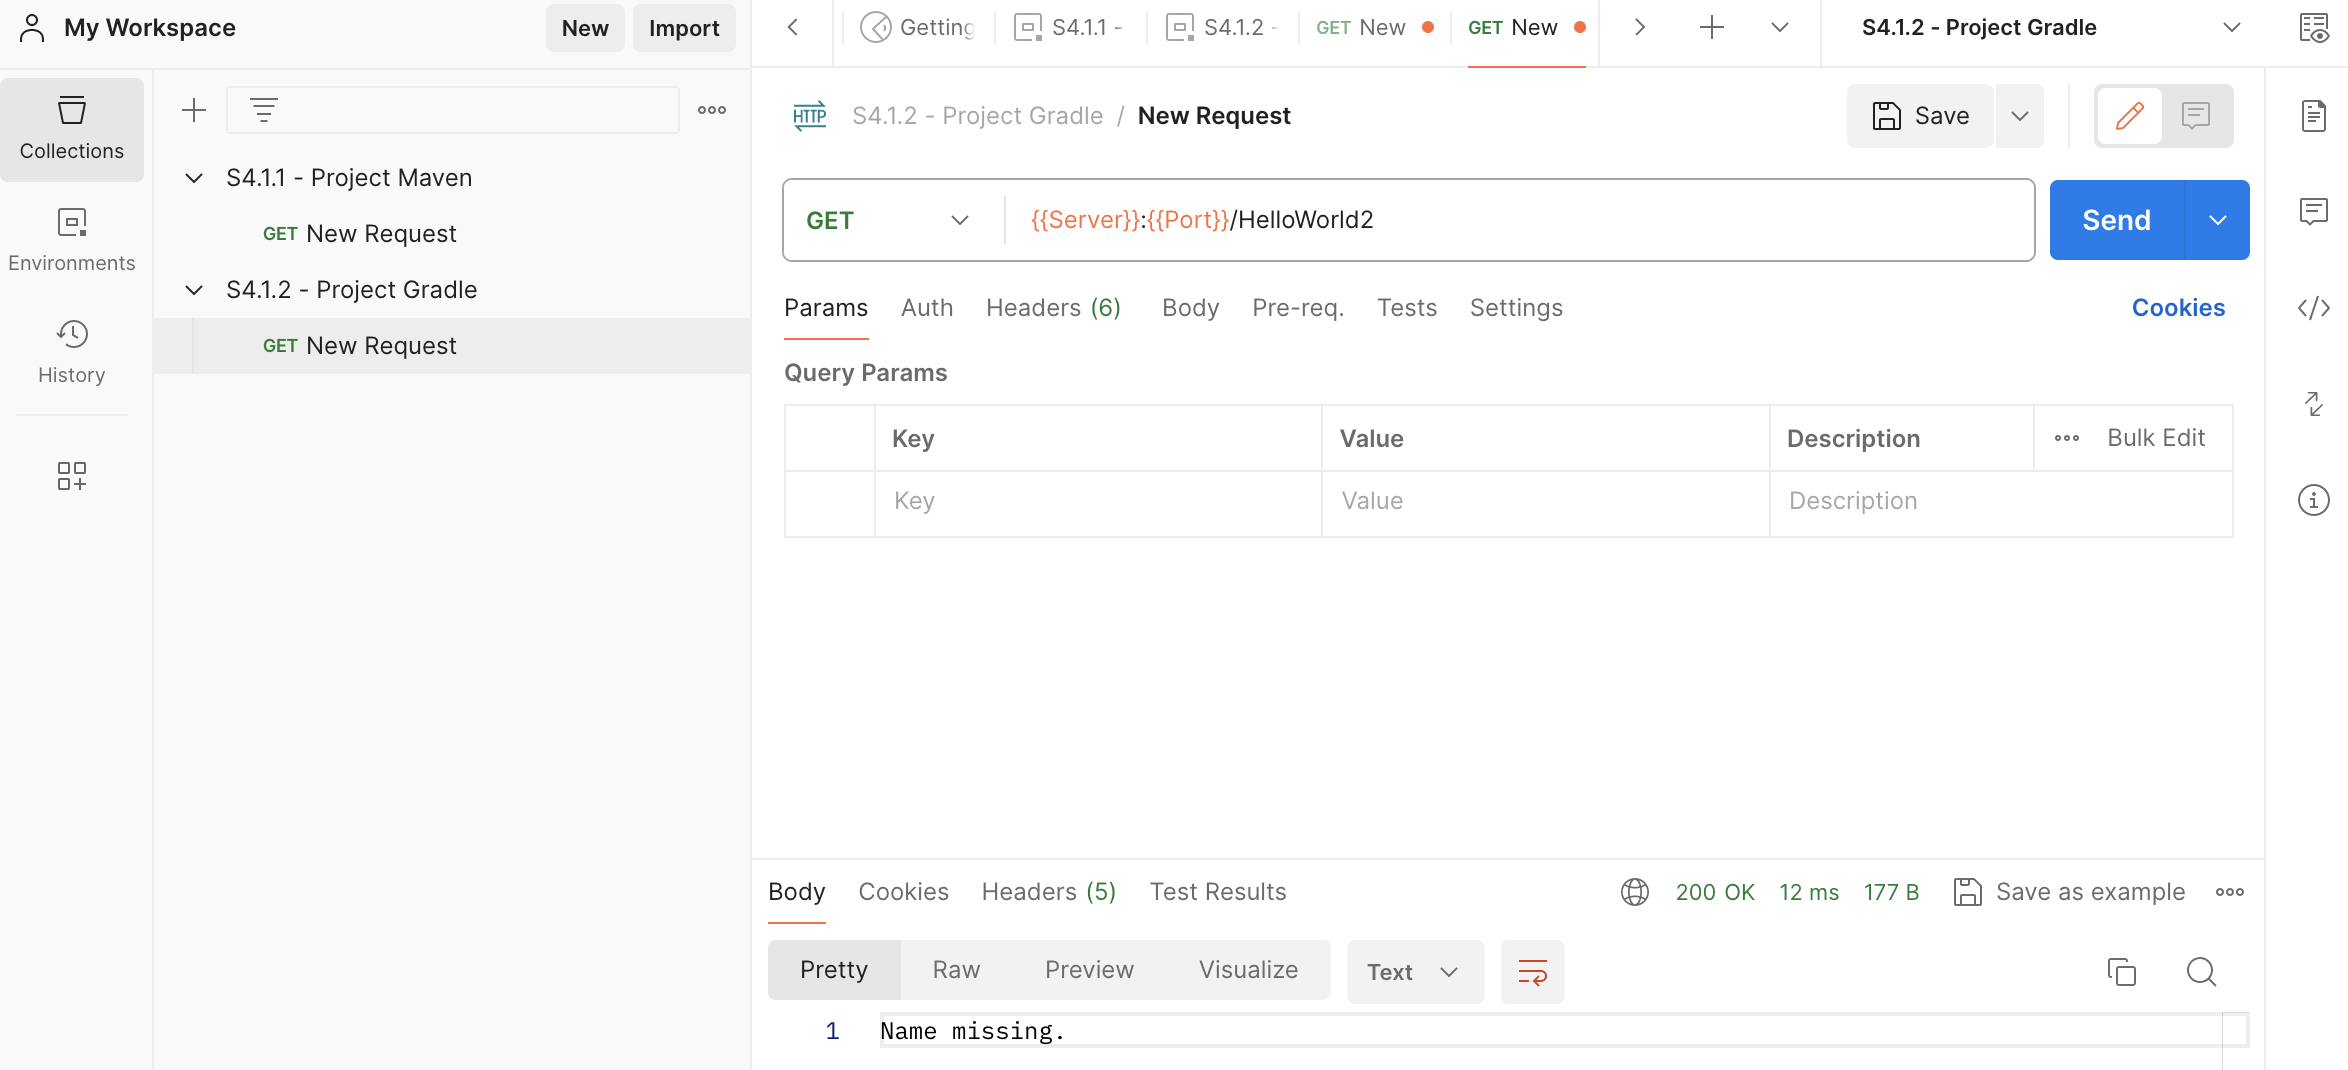 My Workspace
New
Import
Getting
S4.1.1 -
S4.1.2 -
GET New
GET New
S4.1.2 - Project Gradle
Collections
Environments
History
S4.1.1 - Project Maven
GET New Request
S4.1.2 - Project Gradle
GET New Request
HTTP
S4.1.2 - Project Gradle / New Request
Save
GET
{{Server}}:{{Port}}/HelloWorld2
Send
Params
Auth
Headers (6)
Body
Pre-req.
Tests
Settings
Cookies
Query Params
Key
Value
Description
Bulk Edit
Key
Value
Description
Body
Cookies
Headers (5)
Test Results
200 OK
12 ms
177 B
Save as example
Pretty
Raw
Preview
Visualize
Text
1
Name missing.